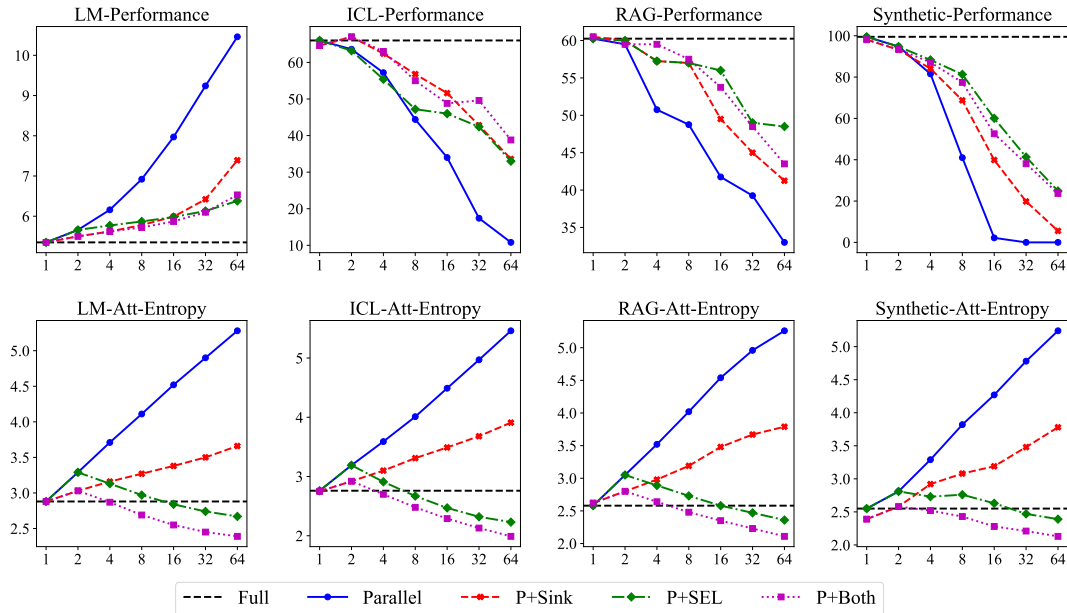 LM-Performance
10
9
8
7
6
1 2 4 8 16 32 64
ICL-Performance
60
50
40
30
20
10
1 2 4 8 16 32 64
RAG-Performance
60
55
50
45
40
35
1 2 4 8 16 32 64
Synthetic-Performance
100
80
60
40
20
0
1 2 4 8 16 32 64
LM-Att-Entropy
5.0
4.5
4.0
3.5
3.0
2.5
1 2 4 8 16 32 64
ICL-Att-Entropy
5
4
3
2
1 2 4 8 16 32 64
RAG-Att-Entropy
5.0
4.5
4.0
3.5
3.0
2.5
2.0
1 2 4 8 16 32 64
Synthetic-Att-Entropy
5.0
4.5
4.0
3.5
3.0
2.5
2.0
1 2 4 8 16 32 64
Full Parallel P+Sink P+SEL P+Both